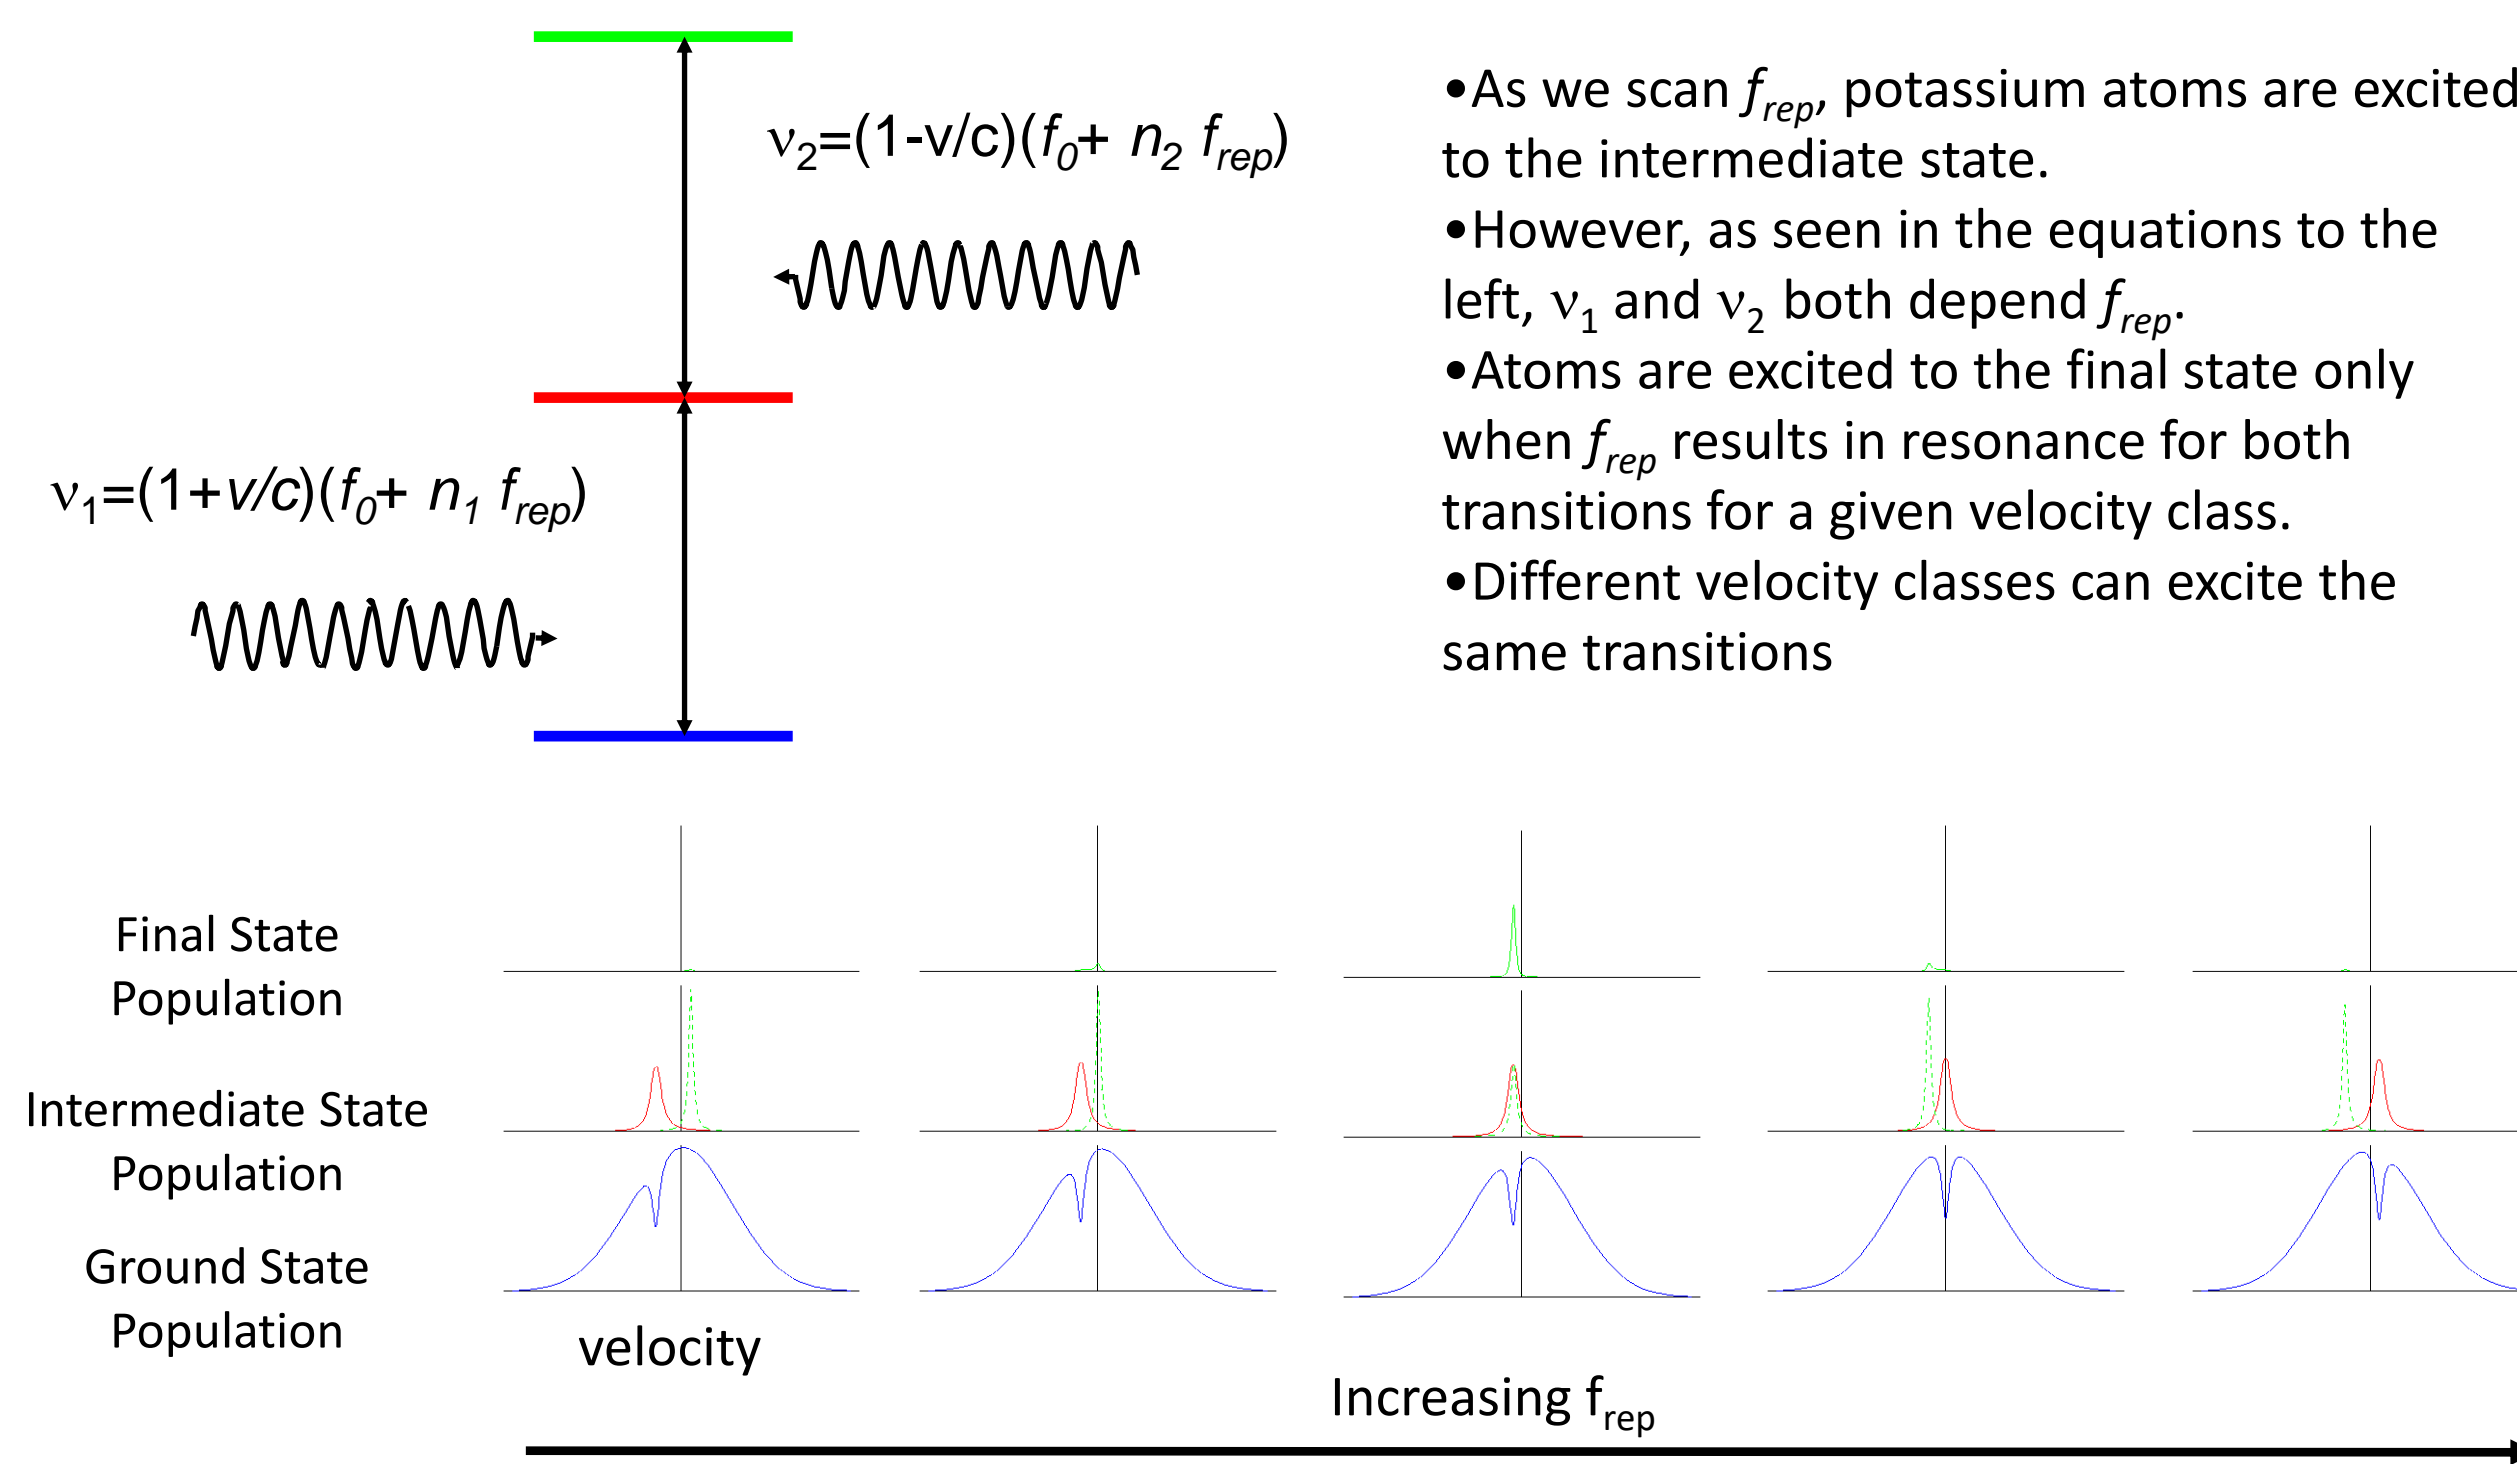 ν2=(1-v/c)(f0+ n2 frep)
ν1=(1+v/c)(f0+ n1 frep)
•As we scan frep, potassium atoms are excited
to the intermediate state.
•However, as seen in the equations to the
left, ν1 and ν2 both depend frep.
•Atoms are excited to the final state only
when frep results in resonance for both
transitions for a given velocity class.
•Different velocity classes can excite the
same transitions
Final State
Population
Intermediate State
Population
Ground State
Population
velocity
Increasing frep